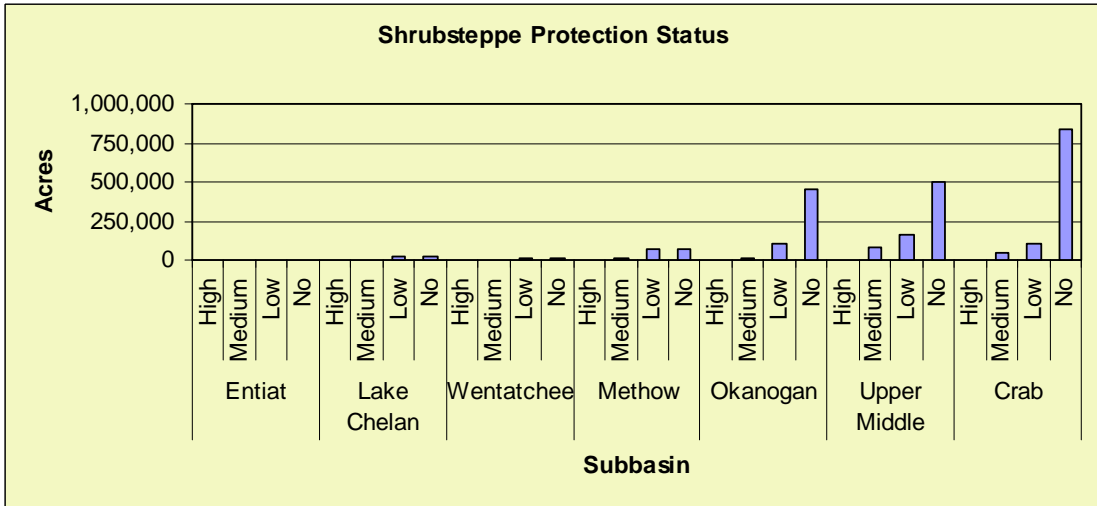 Shrubsteppe Protection Status
1,000,000
750,000
500,000
250,000
0
Acres
High Medium Low No High Medium Low No High Medium Low No High Medium Low No High Medium Low No High Medium Low No High Medium Low No
Entiat Lake Wentatchee Methow Okanogan Upper Crab
Chelan Middle
Subbasin